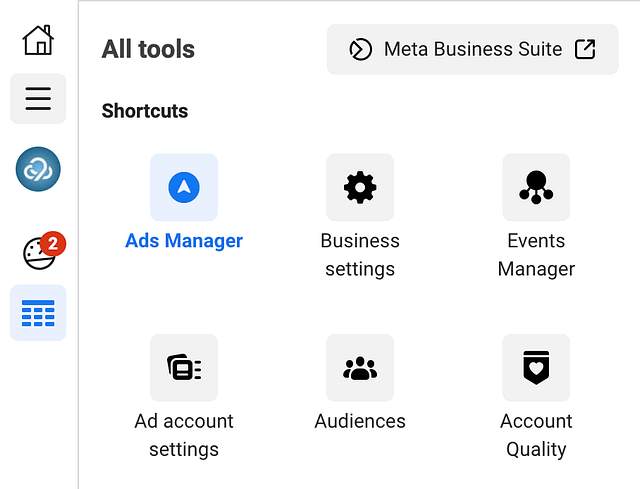 All tools
Meta Business Suite
Shortcuts
Ads Manager
Business
settings
Events
Manager
2
Ad account
settings
Audiences
Account
Quality